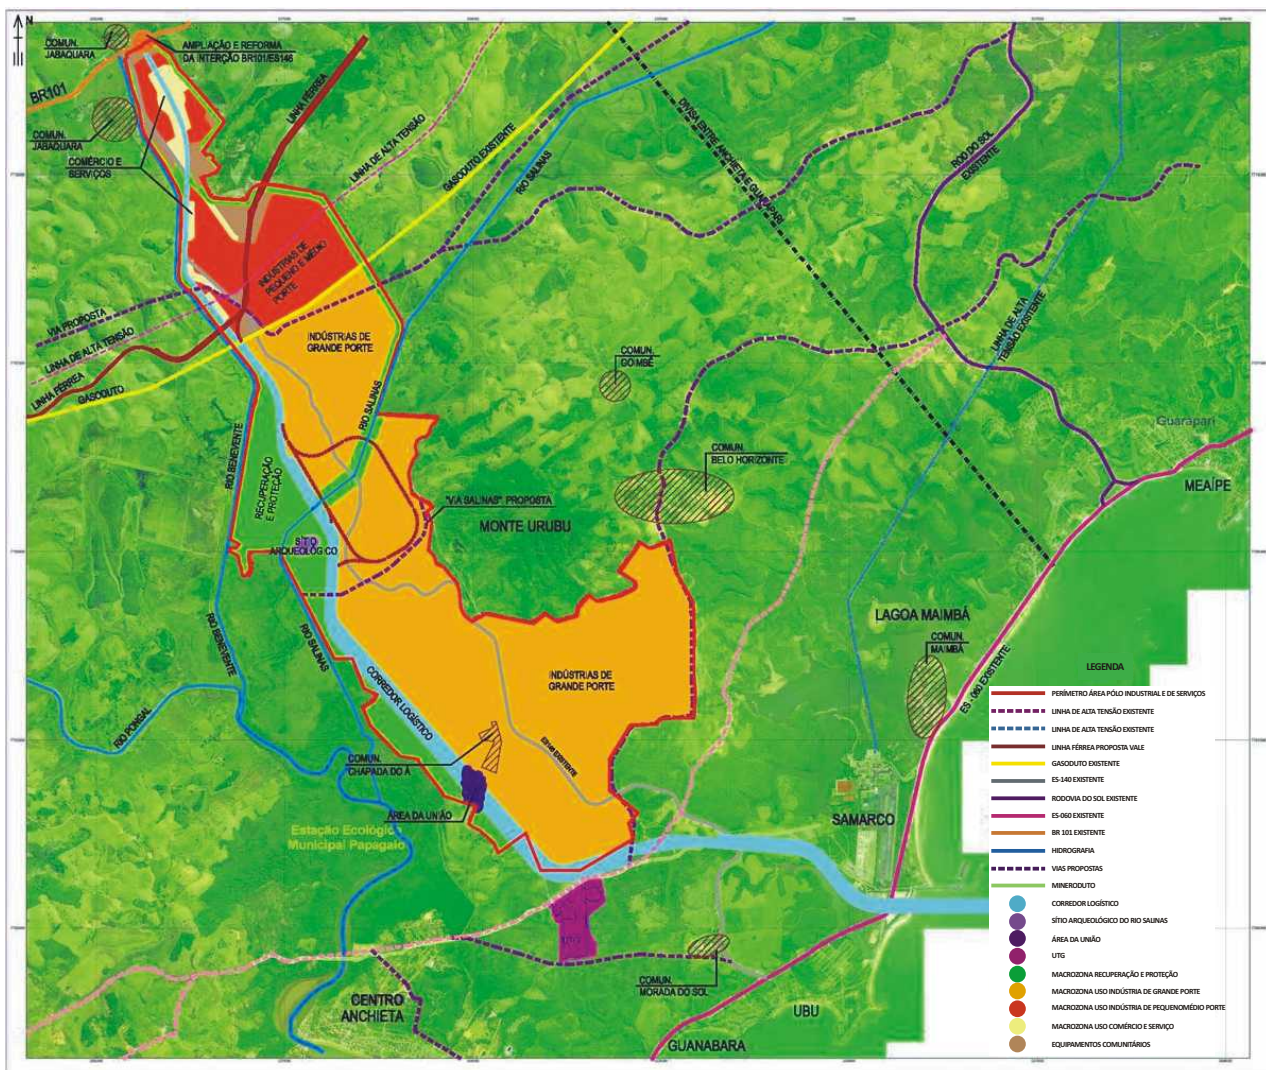 N
COMUN.
JABAQUARA
AMPLIAÇÃO E REFORMA
DA INTERÇÃO BR101/ES146
BR101
COMUN.
JABAQUARA
COMÉRCIO E
SERVIÇOS
LINHA FÉRREA
LINHA DE ALTA TENSÃO
GASODUTO EXISTENTE
RIO SALINAS
DIVISA ENTRE ANCHIETA E GUARAPARI
ROD DO SOL
EXISTENTE
INDÚSTRIAS DE
PEQUENO E MÉDIO
PORTE
VIA PROPOSTA
LINHA DE ALTA TENSÃO
LINHA FÉRREA
GASODUTO
INDÚSTRIAS DE
GRANDE PORTE
LINHA DE ALTA
TENSÃO EXISTENTE
COMUN.
GOIMBÊ
RIO SALINAS
RIO BENEVENTE
RECUPERAÇÃO
E PROTEÇÃO
COMUN.
BELO HORIZONTE
Guarapari
MEAÍPE
"VIA SALINAS" PROPOSTA
MONTE URUBU
SÍTIO
ARQUEOLÓGICO
RIO BENEVENTE
RIO SALINAS
LAGOA MAIMBÁ
COMUN.
MAIMBÁ
ES - 060 EXISTENTE
CORREDOR LOGÍSTICO
INDÚSTRIAS DE
GRANDE PORTE
RIO PONGAL
COMUN.
CHAPADA DO Á
ÁREA DA UNIÃO
Estação Ecológica
Municipal Papagaio
SAMARCO
UTG
COMUN.
MORADA DO SOL
CENTRO
ANCHIETA
UBU
GUANABARA
LEGENDA
PERÍMETRO ÁREA PÓLO INDUSTRIAL E DE SERVIÇOS
LINHA DE ALTA TENSÃO EXISTENTE
LINHA DE ALTA TENSÃO EXISTENTE
LINHA FÉRREA PROPOSTA VALE
GASODUTO EXISTENTE
ES-140 EXISTENTE
RODOVIA DO SOL EXISTENTE
ES-060 EXISTENTE
BR 101 EXISTENTE
HIDROGRAFIA
VIAS PROPOSTAS
MINERODUTO
CORREDOR LOGÍSTICO
SÍTIO ARQUEOLÓGICO DO RIO SALINAS
ÁREA DA UNIÃO
UTG
MACROZONA RECUPERAÇÃO E PROTEÇÃO
MACROZONA USO INDÚSTRIA DE GRANDE PORTE
MACROZONA USO INDÚSTRIA DE PEQUENOMÉDIO PORTE
MACROZONA USO COMÉRCIO E SERVIÇO
EQUIPAMENTOS COMUNITÁRIOS